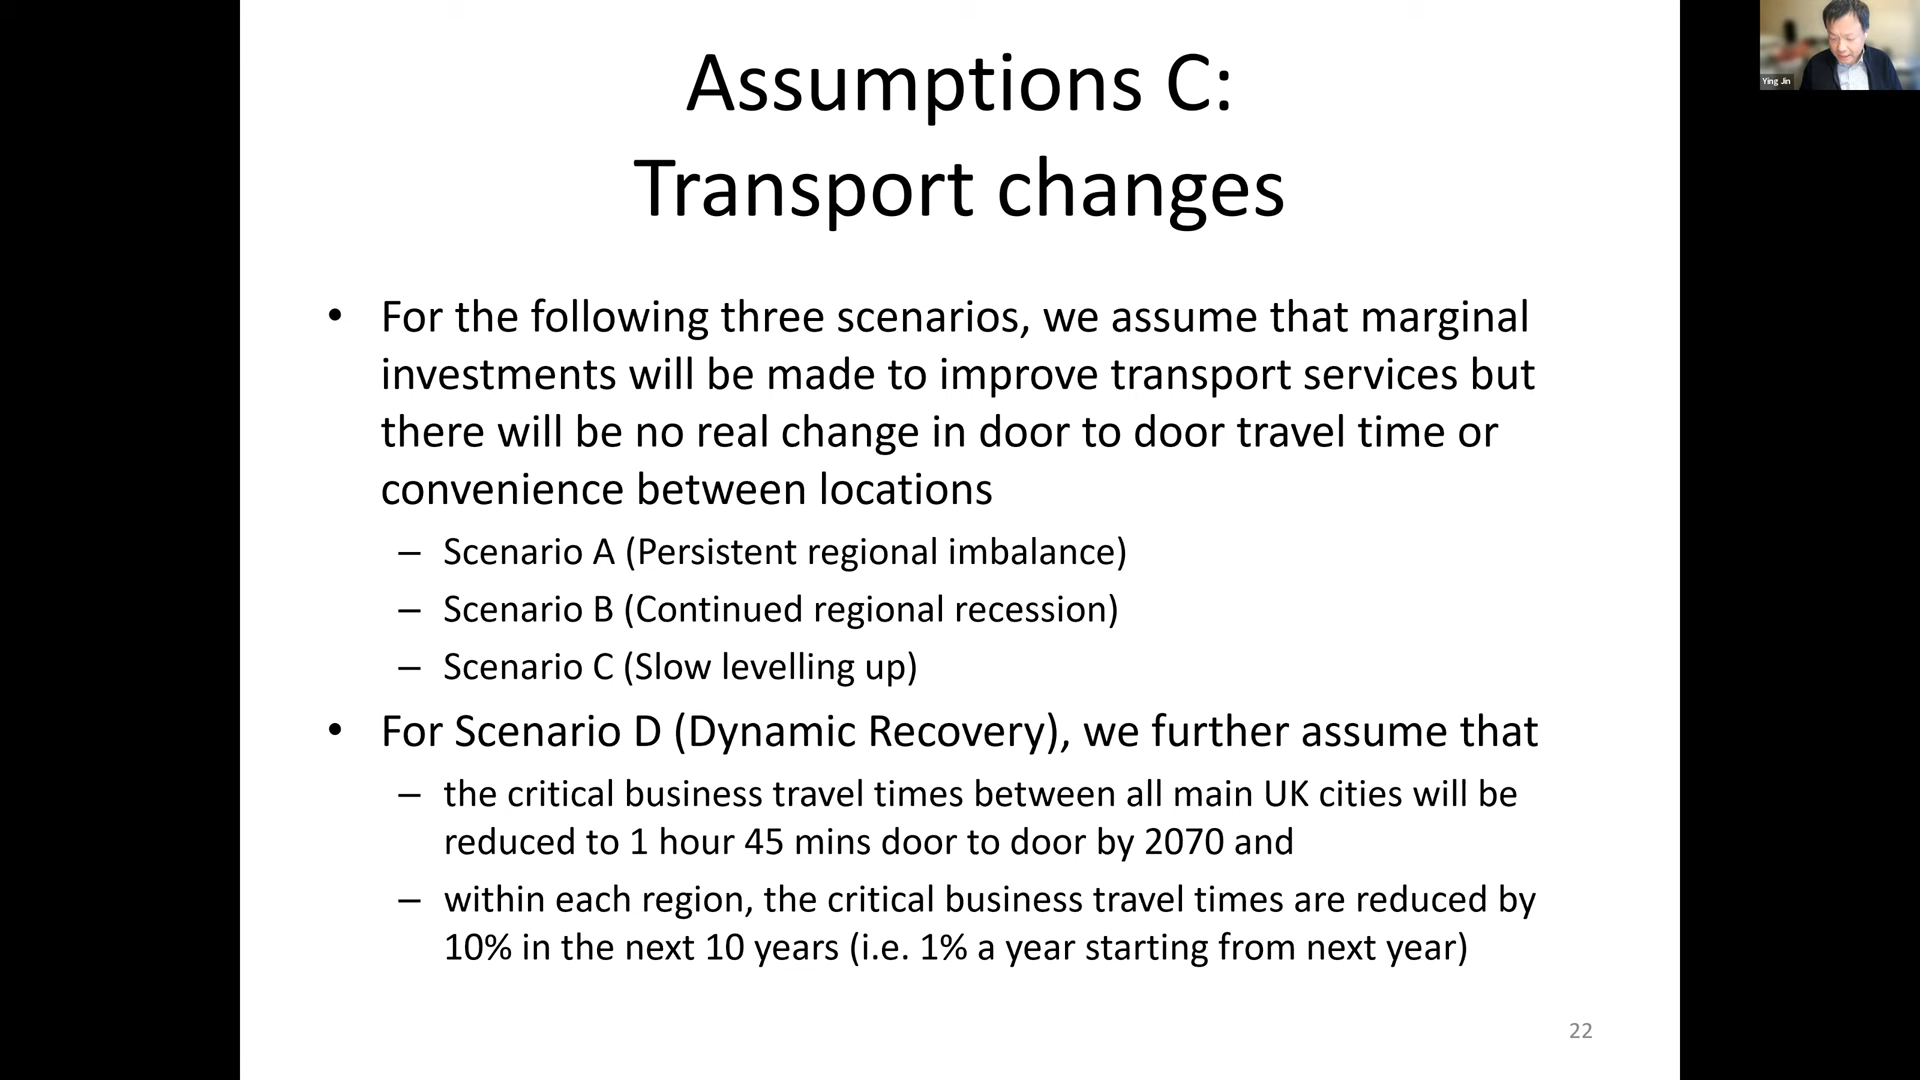 Assumptions C:
Transport changes
• For the following three scenarios, we assume that marginal
investments will be made to improve transport services but
there will be no real change in door to door travel time or
convenience between locations
– Scenario A (Persistent regional imbalance)
– Scenario B (Continued regional recession)
– Scenario C (Slow levelling up)
• For Scenario D (Dynamic Recovery), we further assume that
– the critical business travel times between all main UK cities will be
reduced to 1 hour 45 mins door to door by 2070 and
– within each region, the critical business travel times are reduced by
10% in the next 10 years (i.e. 1% a year starting from next year)
22
Ying Jin